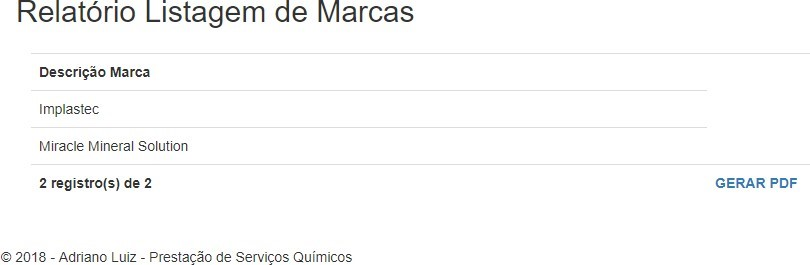 Relatório Listagem de Marcas
Descrição Marca
Implastec
Miracle Mineral Solution
2 registro(s) de 2 GERAR PDF
© 2018 - Adriano Luiz - Prestação de Serviços Químicos